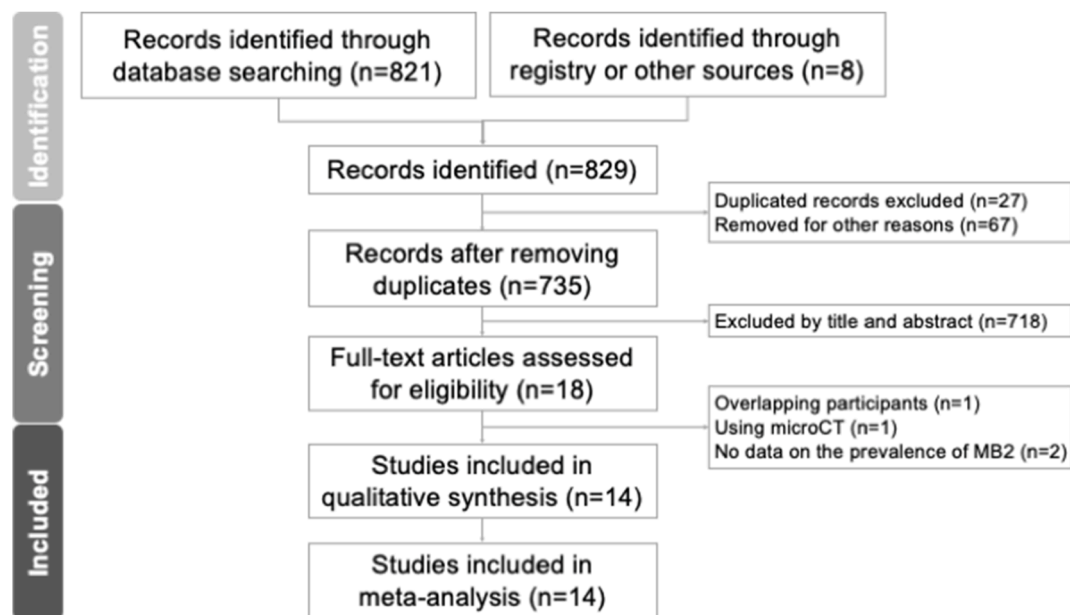 Identification
Records identified through
database searching (n=821)
Records identified through
registry or other sources (n=8)
Records identified (n=829)
Duplicated records excluded (n=27)
Removed for other reasons (n=67)
Screening
Records after removing
duplicates (n=735)
Excluded by title and abstract (n=718)
Full-text articles assessed
for eligibility (n=18)
Overlapping participants (n=1)
Using microCT (n=1)
No data on the prevalence of MB2 (n=2)
Included
Studies included in
qualitative synthesis (n=14)
Studies included in
meta-analysis (n=14)